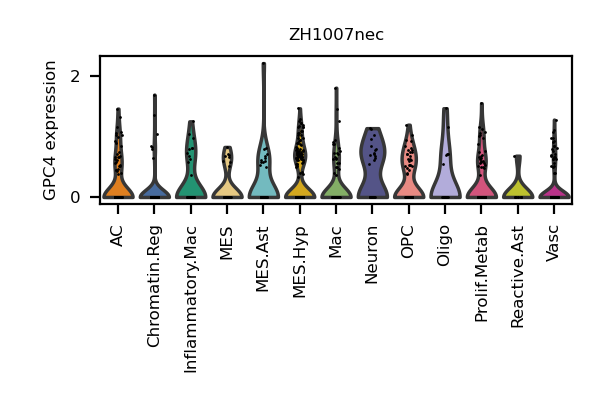 ZH1007nec
GPC4 expression
2
0
AC
Chromatin.Reg
Inflammatory.Mac
MES
MES.Ast
MES.Hyp
Mac
Neuron
OPC
Oligo
Prolif.Metab
Reactive.Ast
Vasc